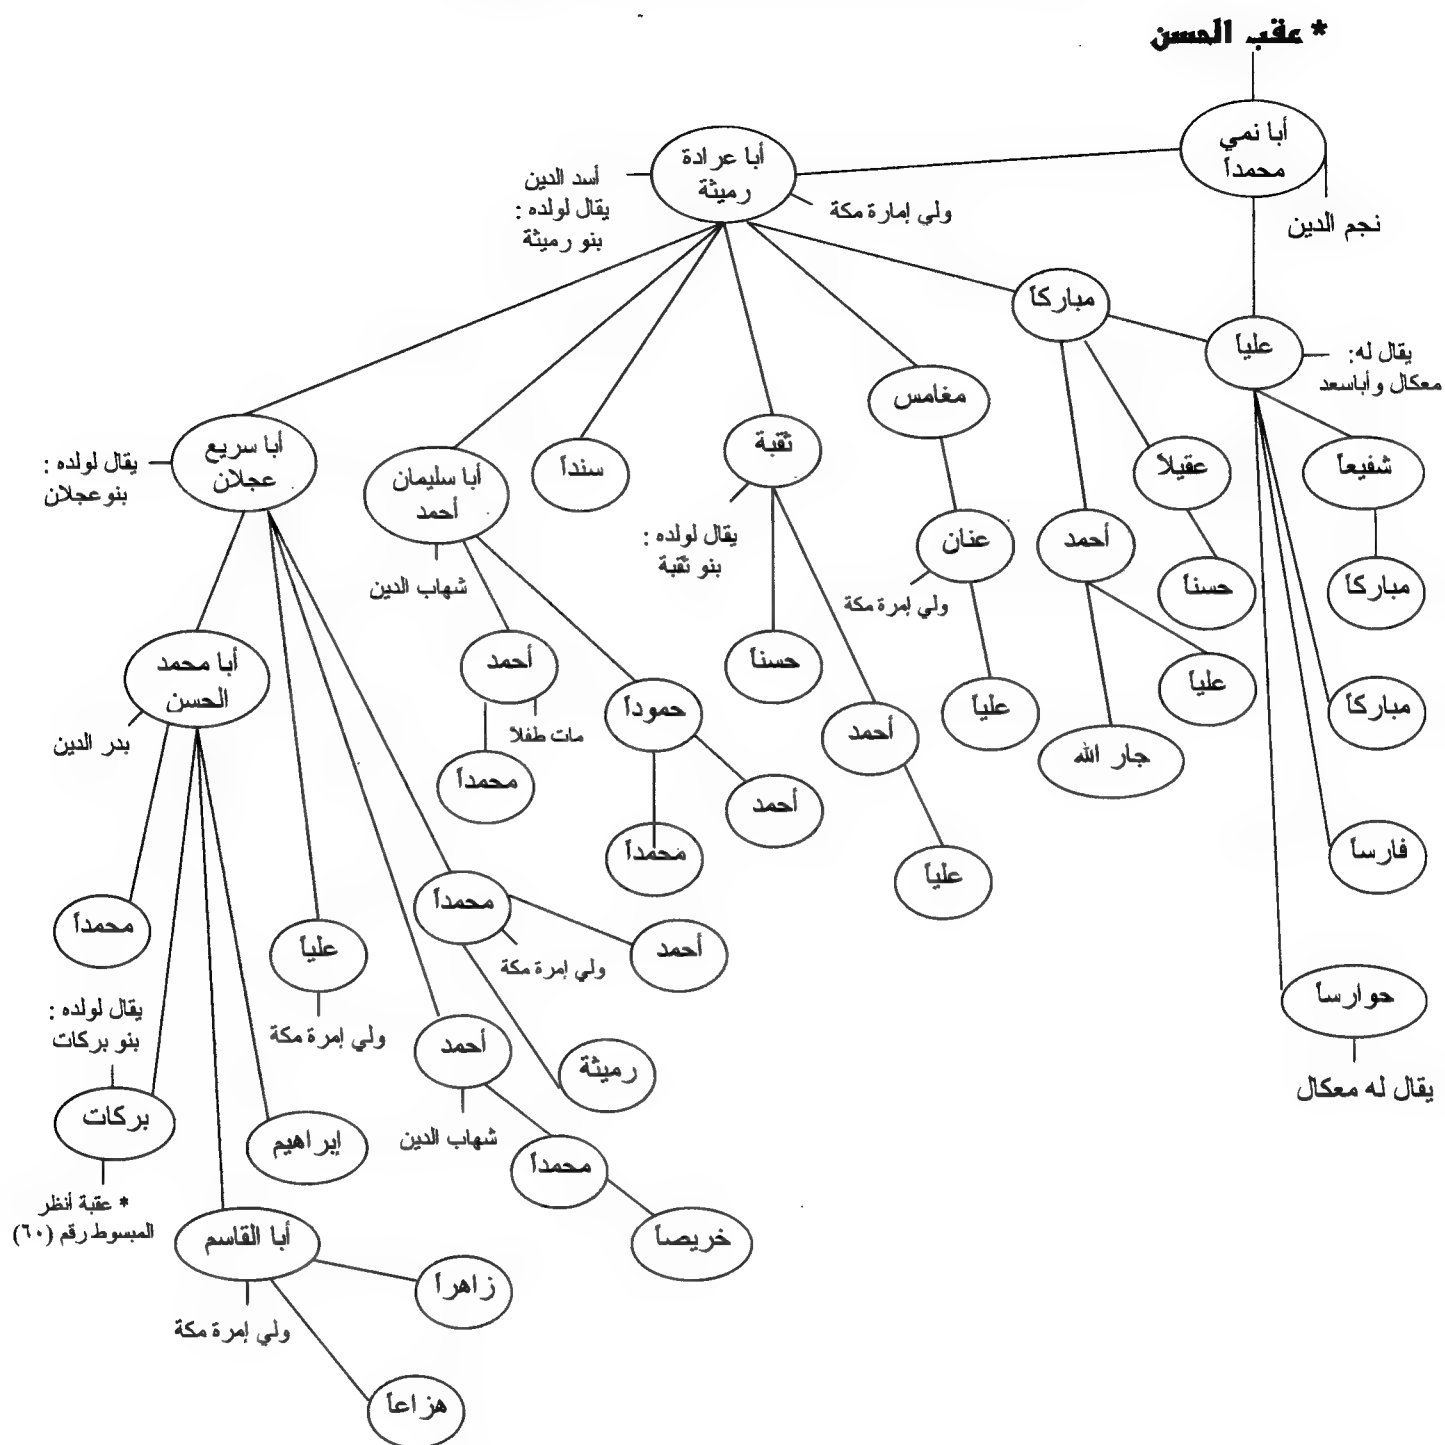 * عقب الحسن
أبا نمي
محمداً
نجم الدين
أبا عرادة
رميثة
أسد الدين
يقال لولده :
بنو رميثة
ولي إمارة مكة
مباركاً
علياً
يقال له:
معكال وأباسعد
مغامس
ثقبة
سنداً
أبا سليمان
أحمد
أبا سريع
عجلان
يقال لولده :
بنو عجلان
شفيعاً
عقيلاً
أحمد
عنان
ولي إمرة مكة
يقال لولده :
بنو ثقبة
شهاب الدين
مباركاً
حسناً
علياً
حسناً
أحمد
أبا محمد
الحسن
بدر الدين
مباركاً
علياً
أحمد
حموداً
مات طفلاً
محمداً
جار الله
أحمد
محمداً
فارساً
علياً
محمداً
ولي إمرة مكة
أحمد
علياً
ولي إمرة مكة
محمداً
حوارساً
يقال له معكال
أحمد
شهاب الدين
رميثة
يقال لولده :
بنو بركات
بركات
* عقبة أنظر
المبسوط رقم (٦٠)
إبراهيم
محمداً
خريصاً
أبا القاسم
ولي إمرة مكة
زاهراً
هزاعاً